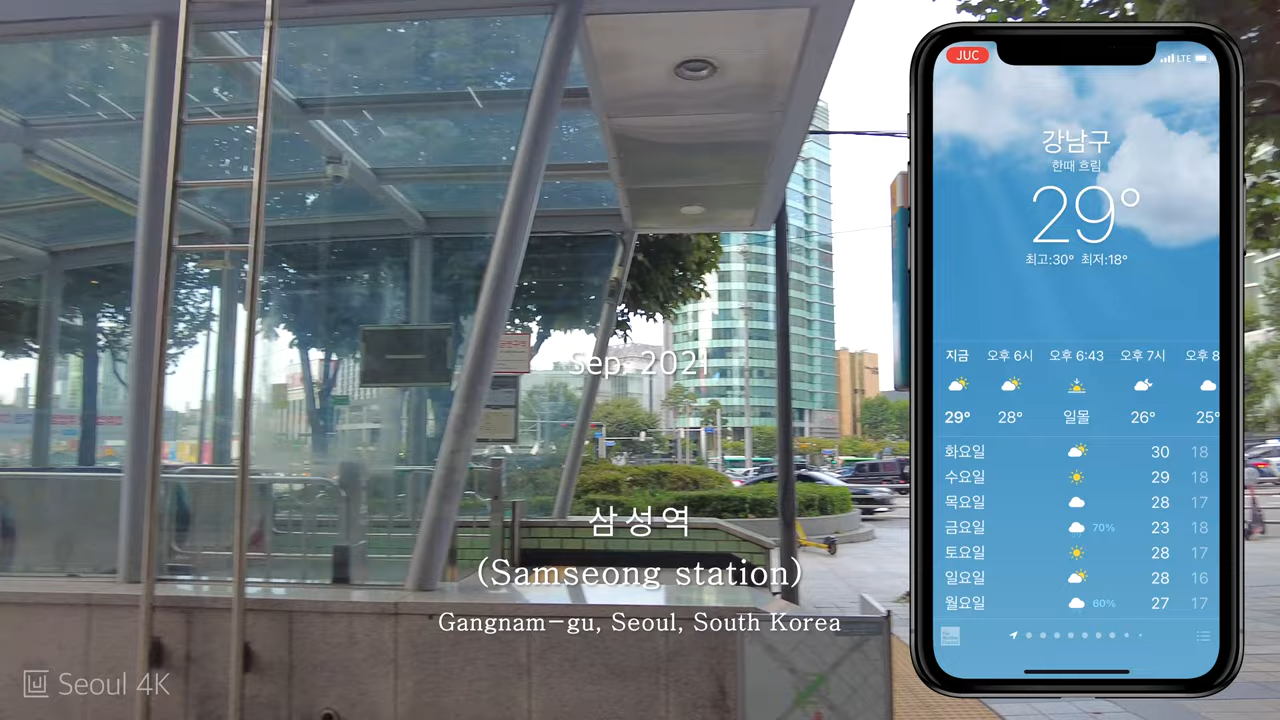 Sep. 2021
삼성역
(Samseong station)
Gangnam-gu, Seoul, South Korea
Seoul 4K
JUC
LTE
강남구
한때 흐림
29°
최고:30° 최저:18°
지금 오후 6시 오후 6:43 오후 7시 오후 8
29° 28° 일몰 26° 25°
화요일 30 18
수요일 29 18
목요일 28 17
금요일 70% 23 18
토요일 28 17
일요일 28 16
월요일 60% 27 17